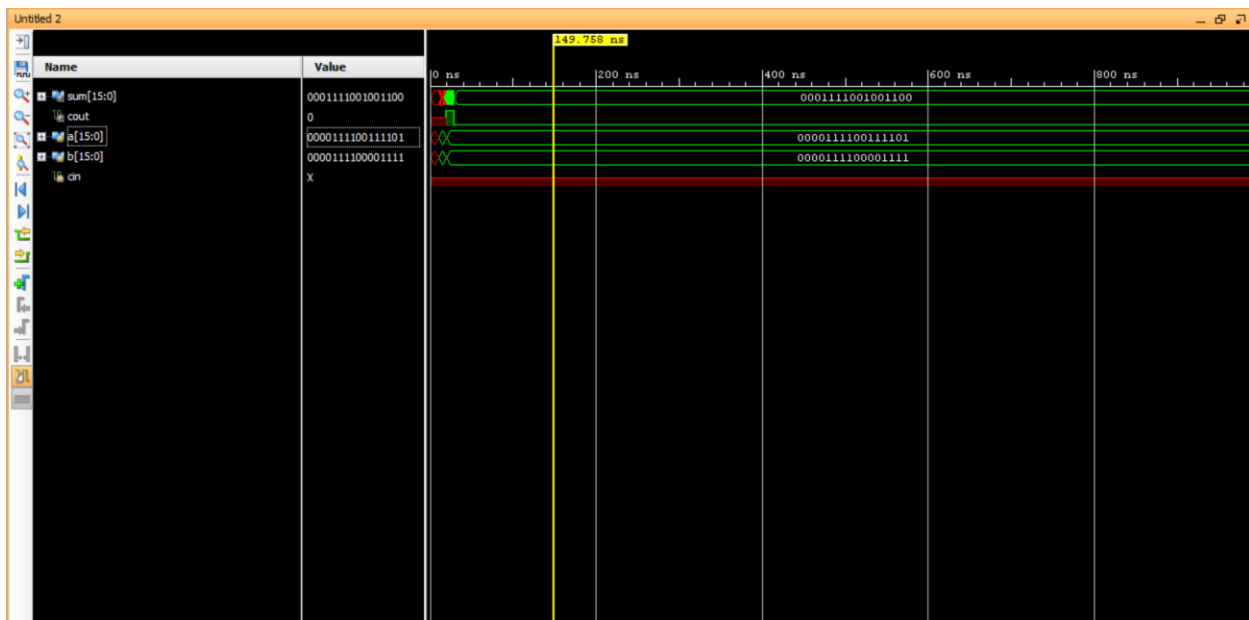 Untitled 2
149.758 ns
Name Value
0 ns 200 ns 400 ns 600 ns 800 ns
sum[15:0] 0001111001001100 0001111001001100
cout 0
a[15:0] 0000111100111101 0000111100111101
b[15:0] 0000111100001111 0000111100001111
cin X